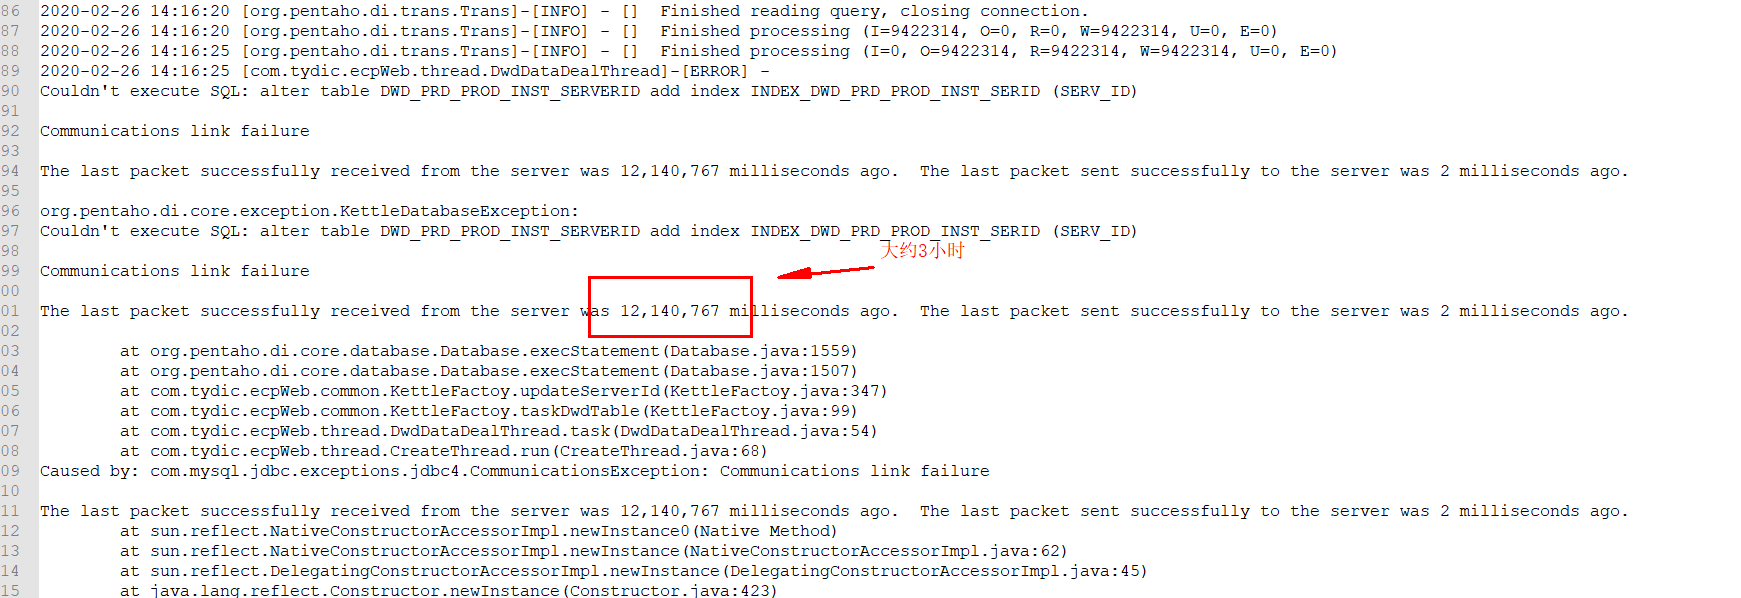 86 2020-02-26 14:16:20 [org.pentaho.di.trans.Trans]-[INFO] - []  Finished reading query, closing connection.
87 2020-02-26 14:16:20 [org.pentaho.di.trans.Trans]-[INFO] - []  Finished processing (I=9422314, O=0, R=0, W=9422314, U=0, E=0)
88 2020-02-26 14:16:25 [org.pentaho.di.trans.Trans]-[INFO] - []  Finished processing (I=0, O=9422314, R=9422314, W=9422314, U=0, E=0)
89 2020-02-26 14:16:25 [com.tydic.ecpWeb.thread.DwdDataDealThread]-[ERROR] -
90 Couldn't execute SQL: alter table DWD_PRD_PROD_INST_SERVERID add index INDEX_DWD_PRD_PROD_INST_SERID (SERV_ID)
91
92 Communications link failure
93
94 The last packet successfully received from the server was 12,140,767 milliseconds ago.  The last packet sent successfully to the server was 2 milliseconds ago.
95
96 org.pentaho.di.core.exception.KettleDatabaseException:
97 Couldn't execute SQL: alter table DWD_PRD_PROD_INST_SERVERID add index INDEX_DWD_PRD_PROD_INST_SERID (SERV_ID)
98 大约3小时
99 Communications link failure
00
01 The last packet successfully received from the server was 12,140,767 milliseconds ago.  The last packet sent successfully to the server was 2 milliseconds ago.
02
03 at org.pentaho.di.core.database.Database.execStatement(Database.java:1559)
04 at org.pentaho.di.core.database.Database.execStatement(Database.java:1507)
05 at com.tydic.ecpWeb.common.KettleFactoy.updateServerId(KettleFactoy.java:347)
06 at com.tydic.ecpWeb.common.KettleFactoy.taskDwdTable(KettleFactoy.java:99)
07 at com.tydic.ecpWeb.thread.DwdDataDealThread.task(DwdDataDealThread.java:54)
08 at com.tydic.ecpWeb.thread.CreateThread.run(CreateThread.java:68)
09 Caused by: com.mysql.jdbc.exceptions.jdbc4.CommunicationsException: Communications link failure
10
11 The last packet successfully received from the server was 12,140,767 milliseconds ago.  The last packet sent successfully to the server was 2 milliseconds ago.
12 at sun.reflect.NativeConstructorAccessorImpl.newInstance0(Native Method)
13 at sun.reflect.NativeConstructorAccessorImpl.newInstance(NativeConstructorAccessorImpl.java:62)
14 at sun.reflect.DelegatingConstructorAccessorImpl.newInstance(DelegatingConstructorAccessorImpl.java:45)
15 at java.lang.reflect.Constructor.newInstance(Constructor.java:423)